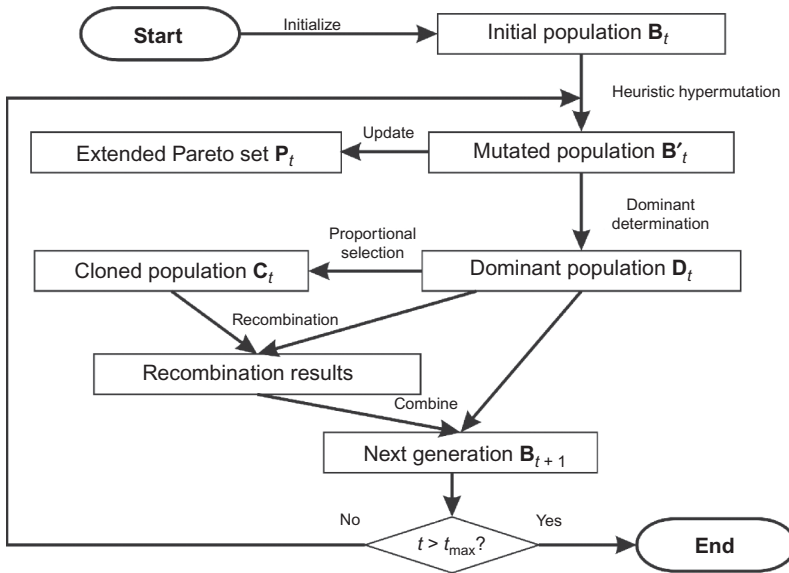 Start
Initialize
Initial population B_t
Heuristic hypermutation
Extended Pareto set P_t
Update
Mutated population B′_t
Dominant
determination
Proportional
selection
Cloned population C_t
Dominant population D_t
Recombination
Recombination results
Combine
Next generation B_{t + 1}
No
t > t_max?
Yes
End